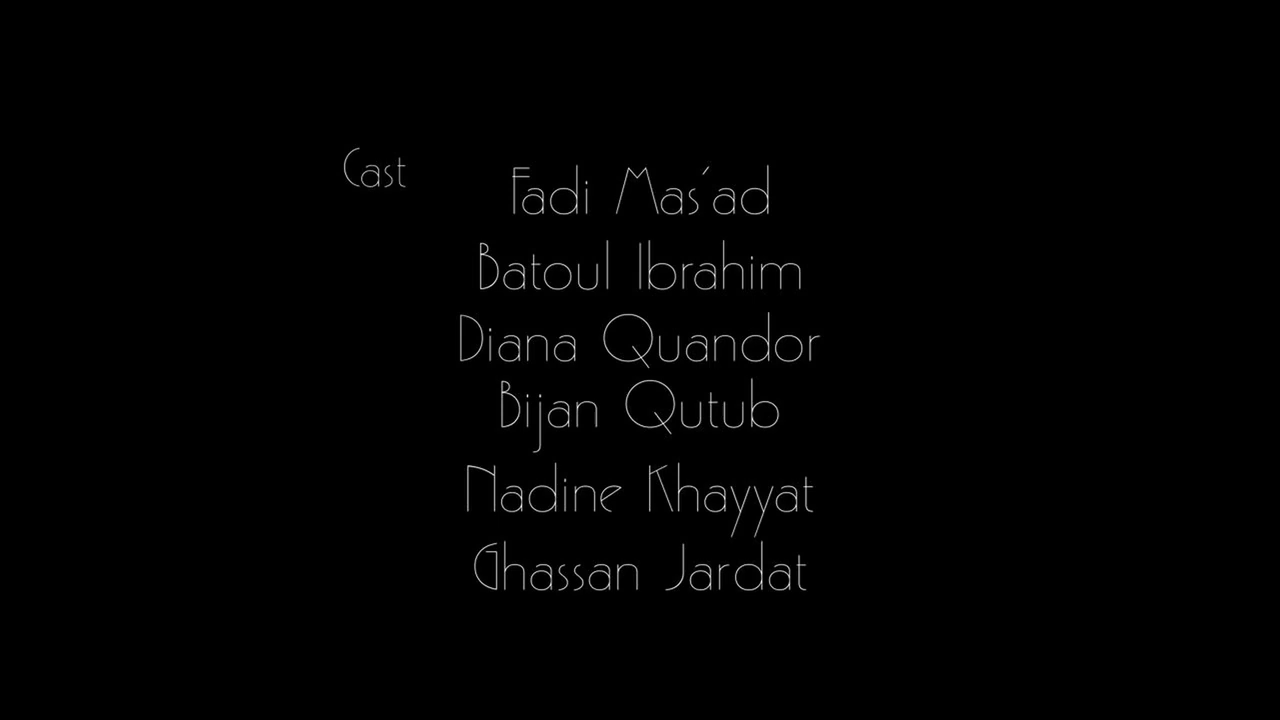 Cast
Fadi Mas'ad
Batoul Ibrahim
Diana Quandor
Bijan Qutub
Nadine Khayyat
Ghassan Jardat